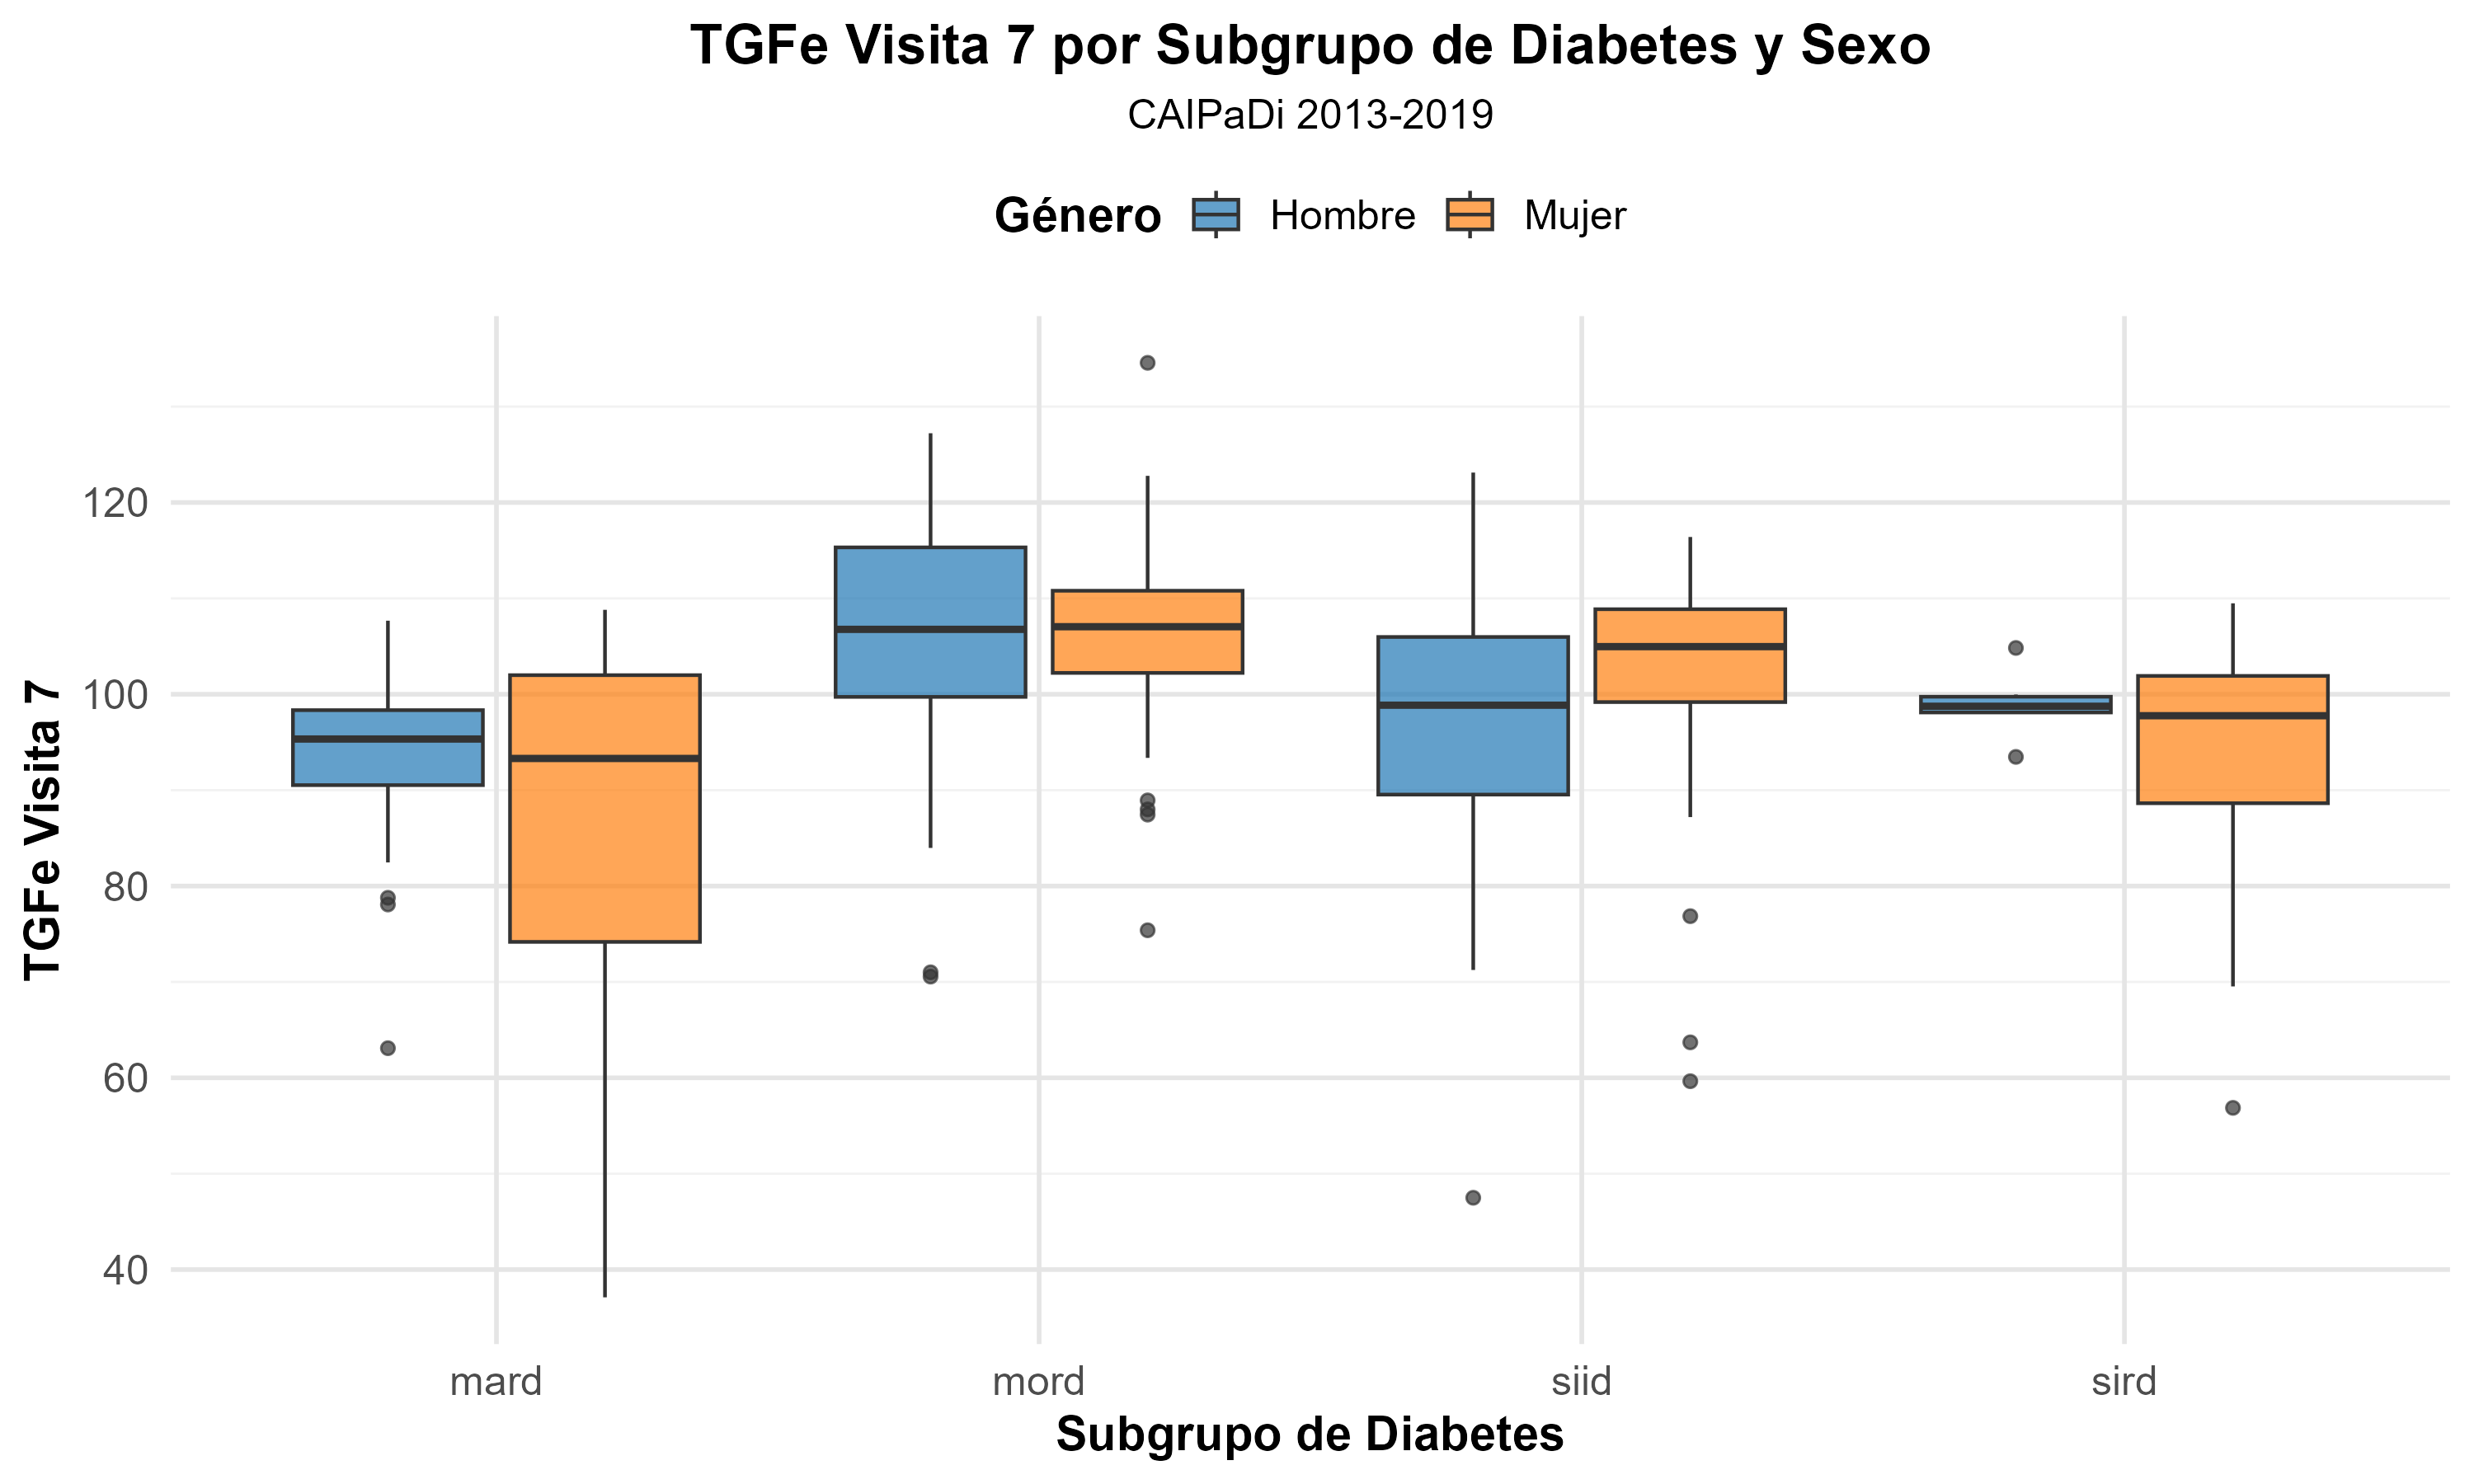 TGFe Visita 7 por Subgrupo de Diabetes y Sexo
CAIPaDi 2013-2019
Género Hombre Mujer
TGFe Visita 7
120
100
80
60
40
mard mord siid sird
Subgrupo de Diabetes